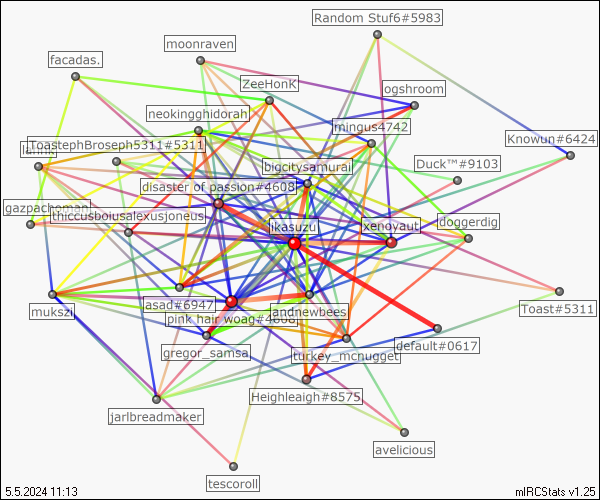 Random Stuf6#5983
moonraven
facadas.
ZeeHonK
ogshroom
neokingghidorah
mingus4742
Knowun#6424
ToastephBroseph5311#5311
Duck™#9103
bigcitysamurai
disaster of passion#4608
gazpachoman
thiccusboiusalexusjoneus
jikasuzu
xenoyaut
doggerdig
mukszi
asad#6947
pink hair woag#4668
andnewbees
Toast#5311
gregor_samsa
turkey_mcnugget
default#0617
Heighleaigh#8575
jarlbreadmaker
avelicious
tescoroll
5.5.2024 11:13
mIRCStats v1.25